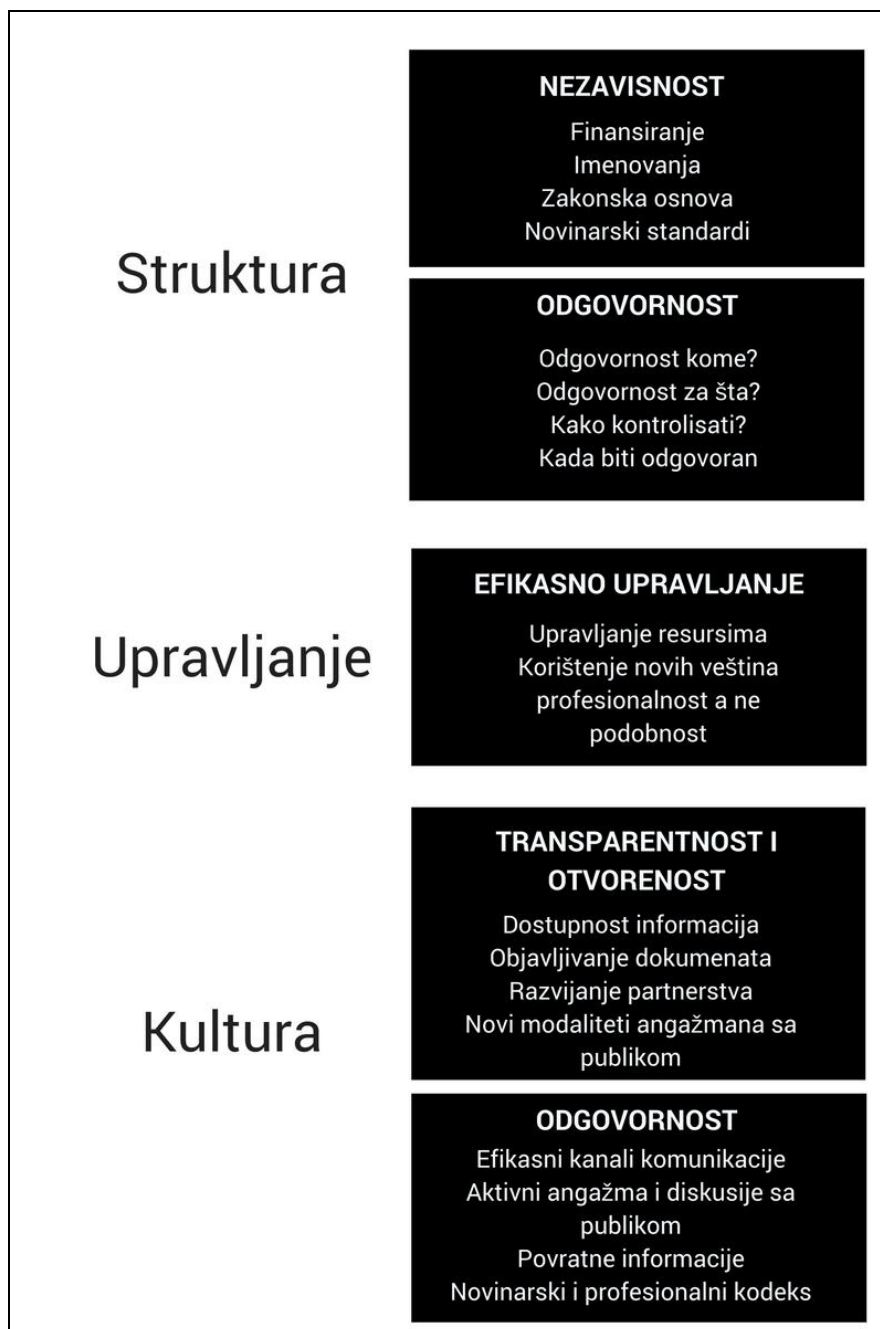 Struktura
NEZAVISNOST
Finansiranje
Imenovanja
Zakonska osnova
Novinarski standardi
ODGOVORNOST
Odgovornost kome?
Odgovornost za šta?
Kako kontrolisati?
Kada biti odgovoran
Upravljanje
EFIKASNO UPRAVLJANJE
Upravljanje resursima
Korištenje novih veština
profesionalnost a ne
podobnost
Kultura
TRANSPARENTNOST I
OTVORENOST
Dostupnost informacija
Objavljivanje dokumenata
Razvijanje partnerstva
Novi modaliteti angažmana sa
publikom
ODGOVORNOST
Efikasni kanali komunikacije
Aktivni angažma i diskusije sa
publikom
Povratne informacije
Novinarski i profesionalni kodeks